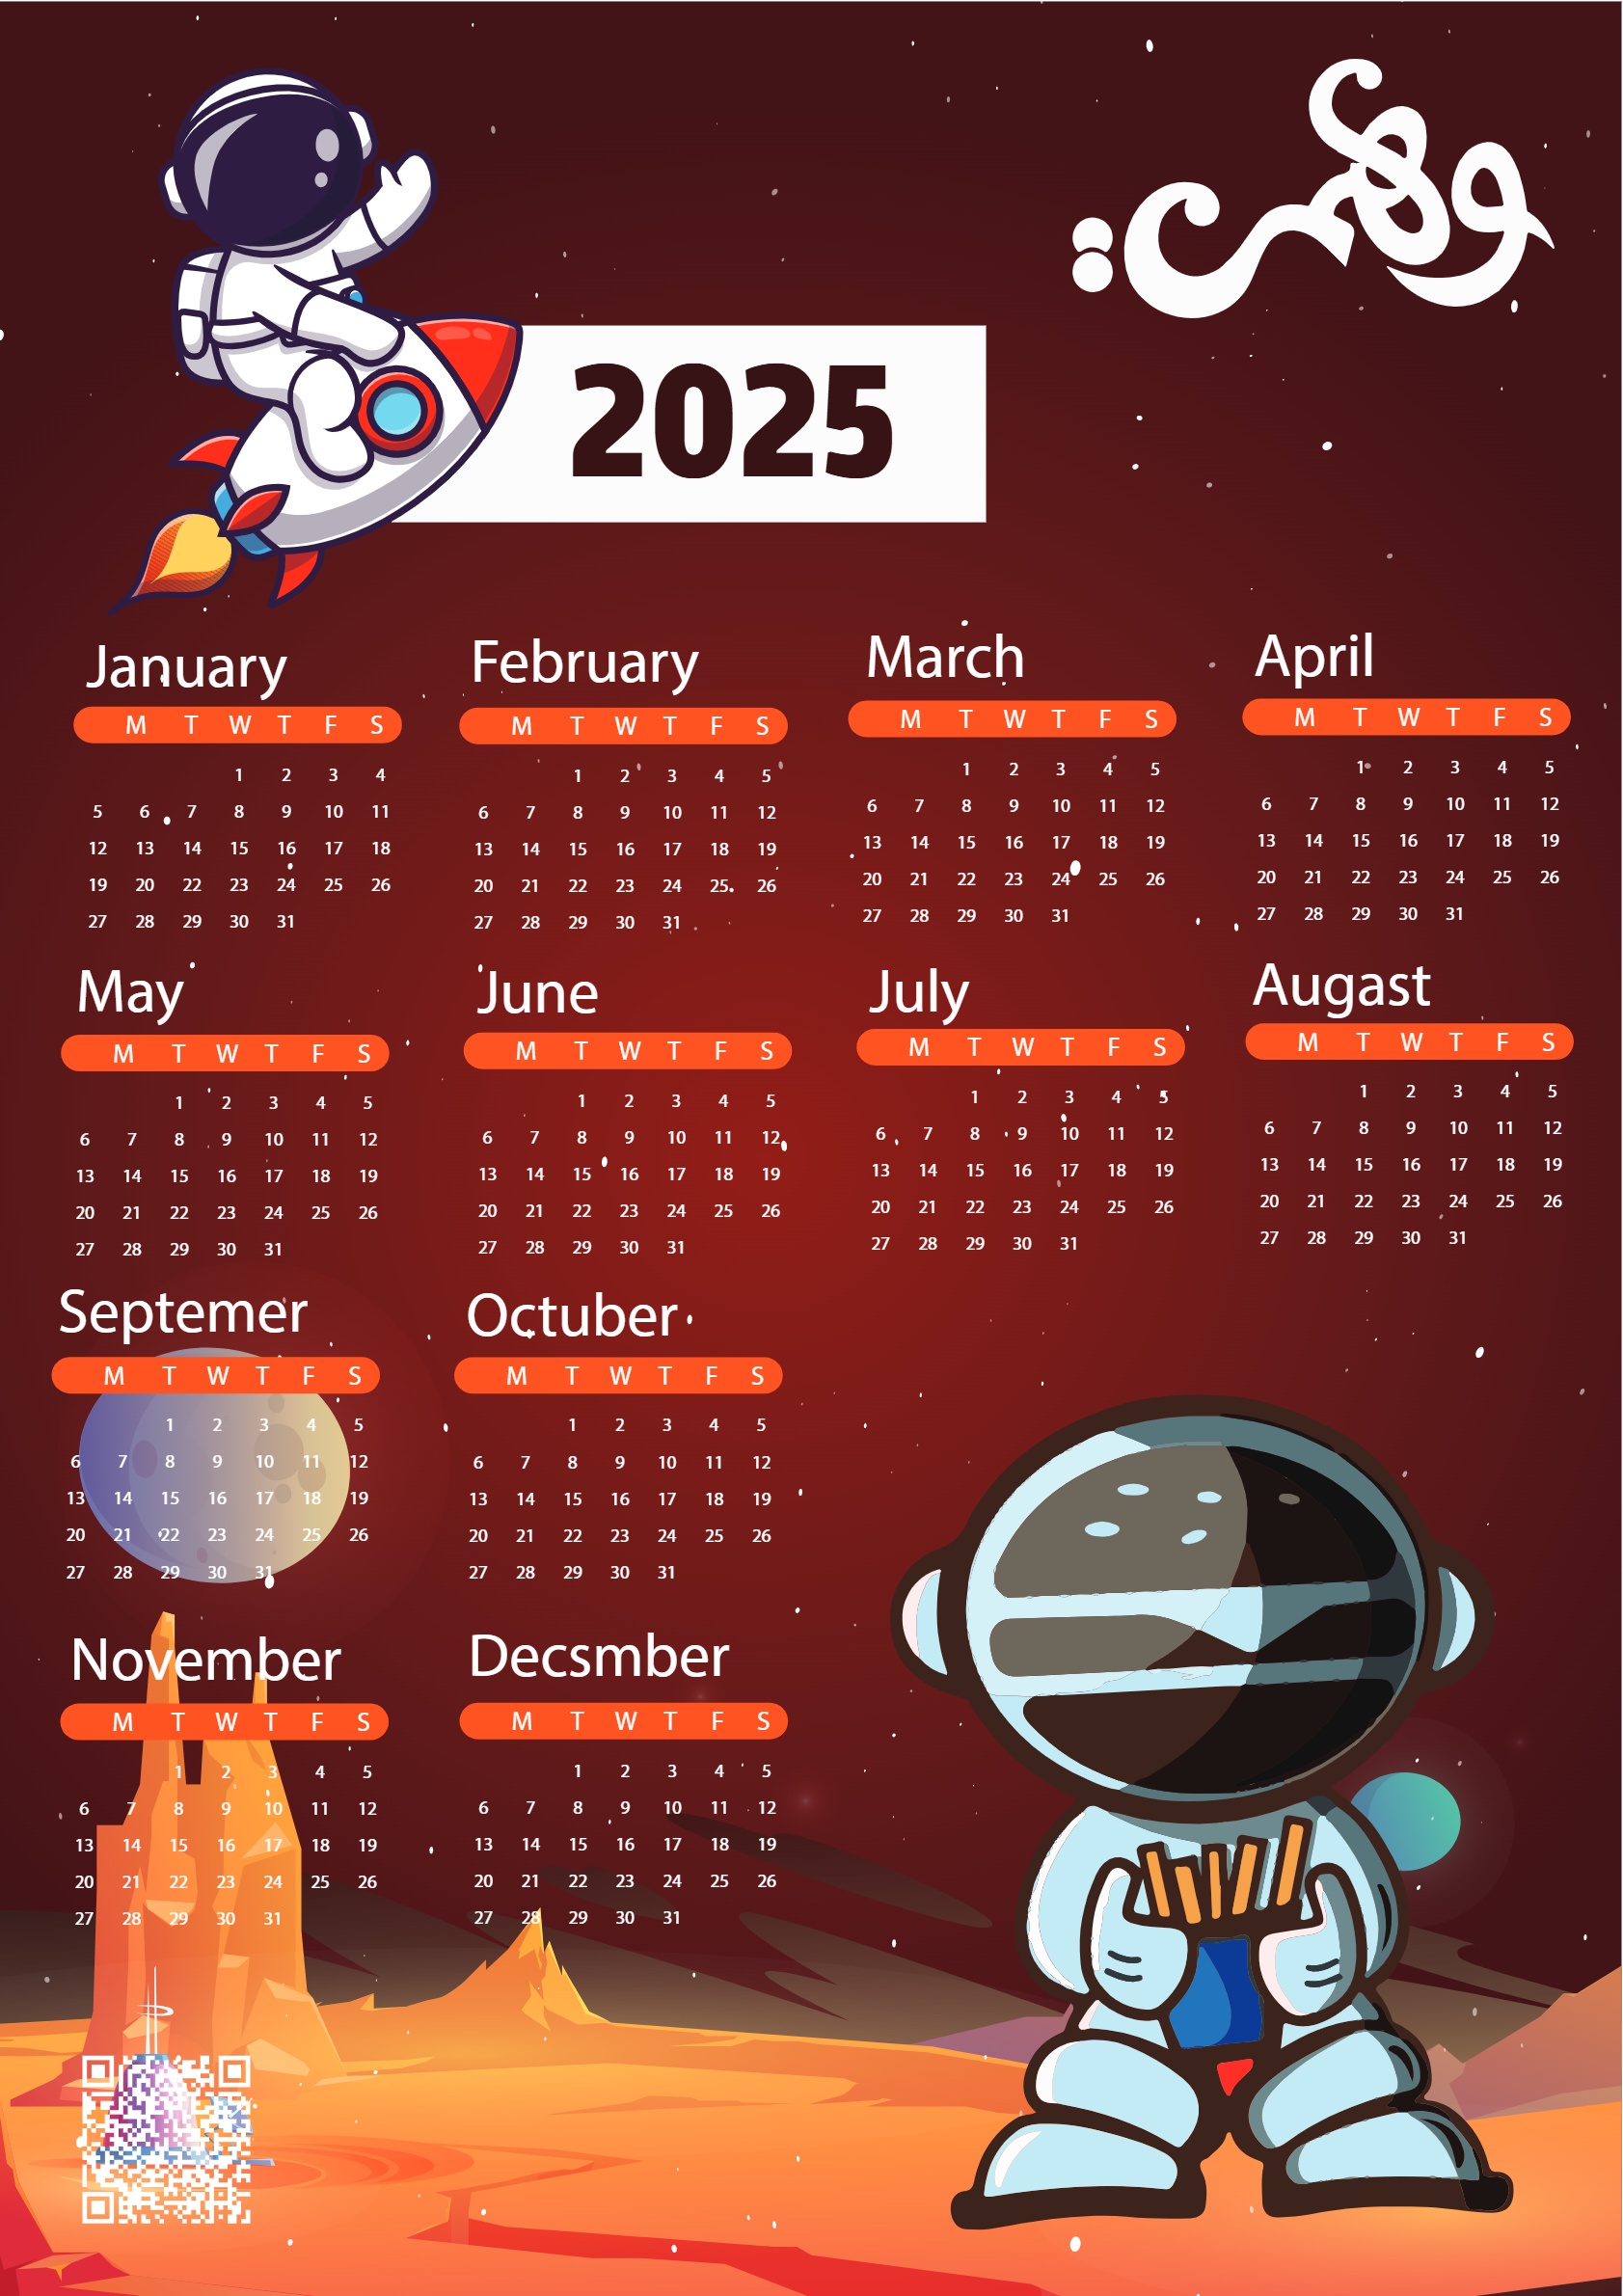 2025
January
M T W T F S
1 2 3 4
5 6 7 8 9 10 11
12 13 14 15 16 17 18
19 20 22 23 24 25 26
27 28 29 30 31
February
M T W T F S
1 2 3 4 5
6 7 8 9 10 11 12
13 14 15 16 17 18 19
20 21 22 23 24 25 26
27 28 29 30 31
March
M T W T F S
1 2 3 4 5
6 7 8 9 10 11 12
13 14 15 16 17 18 19
20 21 22 23 24 25 26
27 28 29 30 31
April
M T W T F S
1 2 3 4 5
6 7 8 9 10 11 12
13 14 15 16 17 18 19
20 21 22 23 24 25 26
27 28 29 30 31
May
M T W T F S
1 2 3 4 5
6 7 8 9 10 11 12
13 14 15 16 17 18 19
20 21 22 23 24 25 26
27 28 29 30 31
June
M T W T F S
1 2 3 4 5
6 7 8 9 10 11 12
13 14 15 16 17 18 19
20 21 22 23 24 25 26
27 28 29 30 31
July
M T W T F S
1 2 3 4 5
6 7 8 9 10 11 12
13 14 15 16 17 18 19
20 21 22 23 24 25 26
27 28 29 30 31
Augast
M T W T F S
1 2 3 4 5
6 7 8 9 10 11 12
13 14 15 16 17 18 19
20 21 22 23 24 25 26
27 28 29 30 31
Septemer
M T W T F S
1 2 3 4 5
6 7 8 9 10 11 12
13 14 15 16 17 18 19
20 21 22 23 24 25 26
27 28 29 30 31
Octuber
M T W T F S
1 2 3 4 5
6 7 8 9 10 11 12
13 14 15 16 17 18 19
20 21 22 23 24 25 26
27 28 29 30 31
November
M T W T F S
1 2 3 4 5
6 7 8 9 10 11 12
13 14 15 16 17 18 19
20 21 22 23 24 25 26
27 28 29 30 31
Decsmber
M T W T F S
1 2 3 4 5
6 7 8 9 10 11 12
13 14 15 16 17 18 19
20 21 22 23 24 25 26
27 28 29 30 31